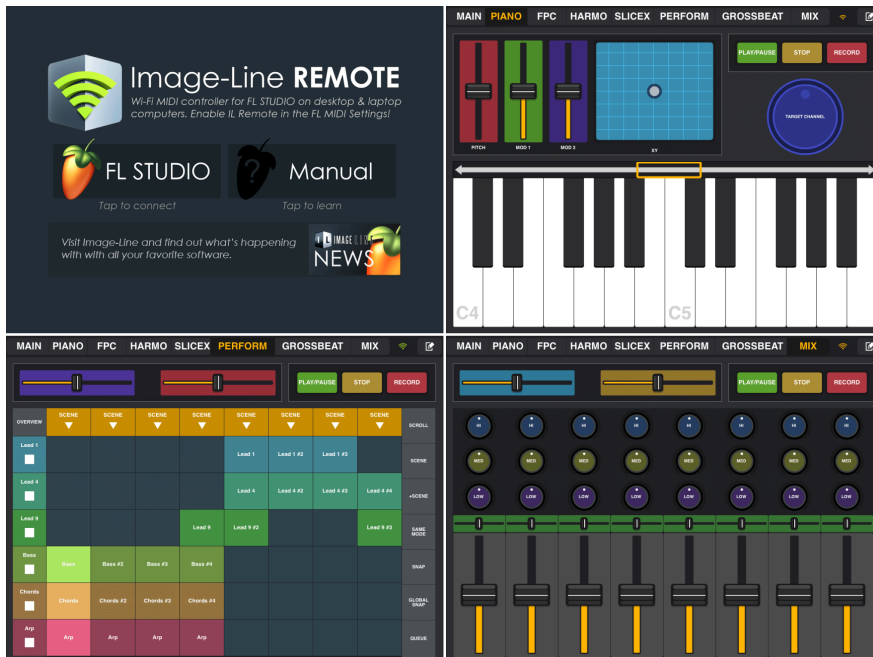 Image-Line REMOTE
Wi-Fi MIDI controller for FL STUDIO on desktop & laptop
computers. Enable IL Remote in the FL MIDI Settings!
FL STUDIO
? Manual
Tap to connect
Tap to learn
Visit Image-Line and find out what's happening
with with all your favorite software.
IL IMAGE LINE
NEWS
MAIN PIANO FPC HARMO SLICEX PERFORM GROSSBEAT MIX
PLAY/PAUSE STOP RECORD
TARGET CHANNEL
PITCH MOD 1 MOD 2 XY
C4 C5
MAIN PIANO FPC HARMO SLICEX PERFORM GROSSBEAT MIX
PLAY/PAUSE STOP RECORD
OVERVIEW SCENE SCENE SCENE SCENE SCENE SCENE SCENE SCENE SCROLL
Lead 1 Lead 1 Lead 1 #2 Lead 1 #3 SCENE
Lead 4 Lead 4 Lead 4 #2 Lead 4 #3 Lead 4 #4 +SCENE
Lead 9 Lead 9 Lead 9 #2 Lead 9 #3 SAME
MODE
Bass Bass Bass #2 Bass #3 Bass #4 SNAP
Chords Chords Chords #2 Chords #3 Chords #4 GLOBAL
SNAP
Arp Arp Arp Arp Arp QUEUE
MAIN PIANO FPC HARMO SLICEX PERFORM GROSSBEAT MIX
PLAY/PAUSE STOP RECORD
HI HI HI HI HI HI HI HI
MED MED MED MED MED MED MED MED
LOW LOW LOW LOW LOW LOW LOW LOW